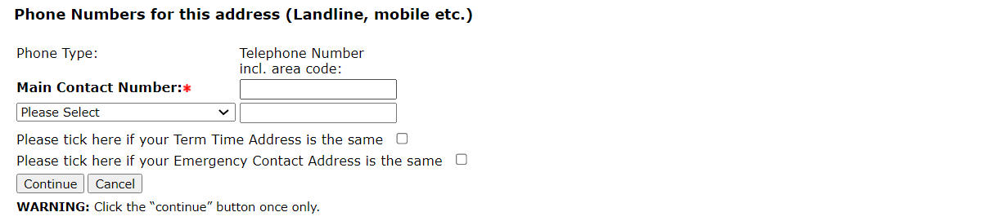 Phone Numbers for this address (Landline, mobile etc.)
Phone Type:
Telephone Number
incl. area code:
Main Contact Number:*
Please Select
Please tick here if your Term Time Address is the same
Please tick here if your Emergency Contact Address is the same
Continue Cancel
WARNING: Click the “continue” button once only.